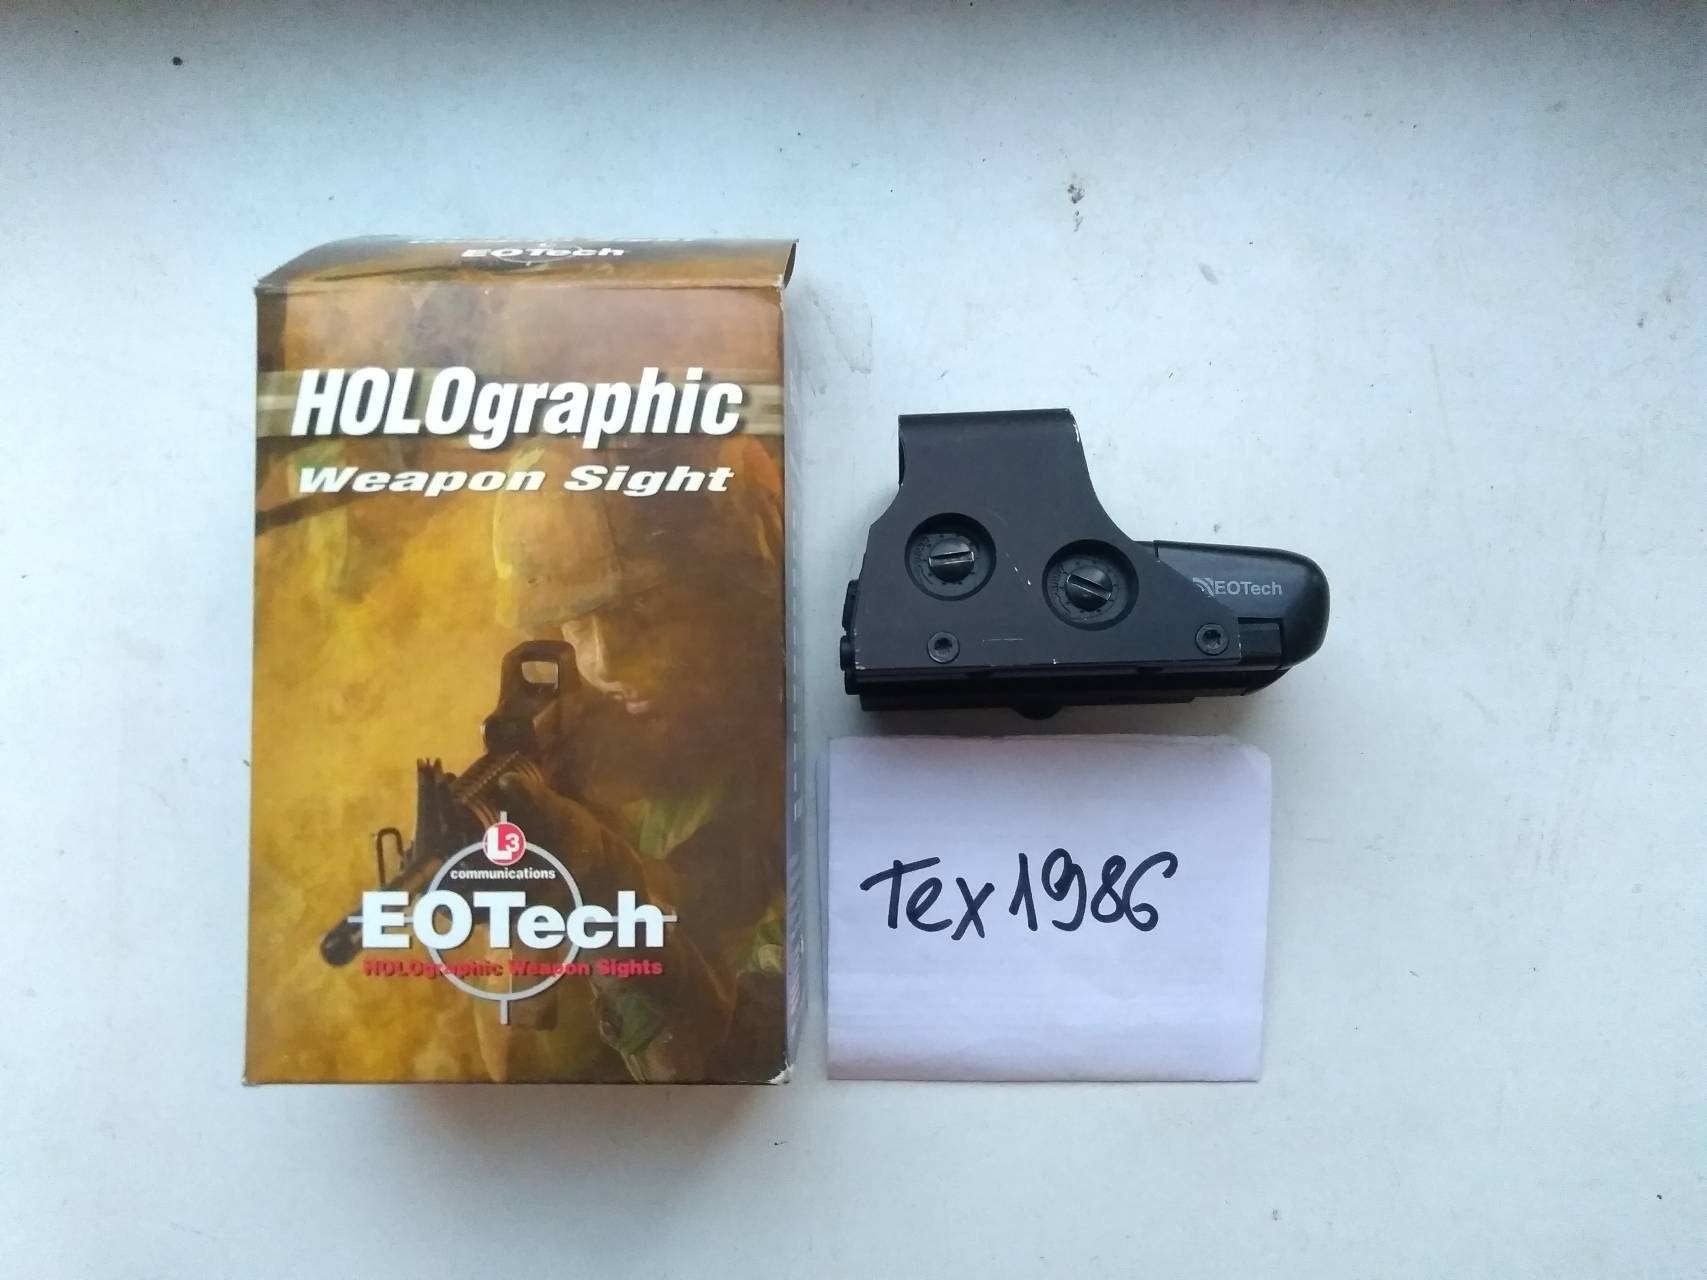 EOTech
HOLOgraphic
Weapon Sight
L3
communications
EOTech
HOLOgraphic Weapon Sights
EOTech
Tex1986